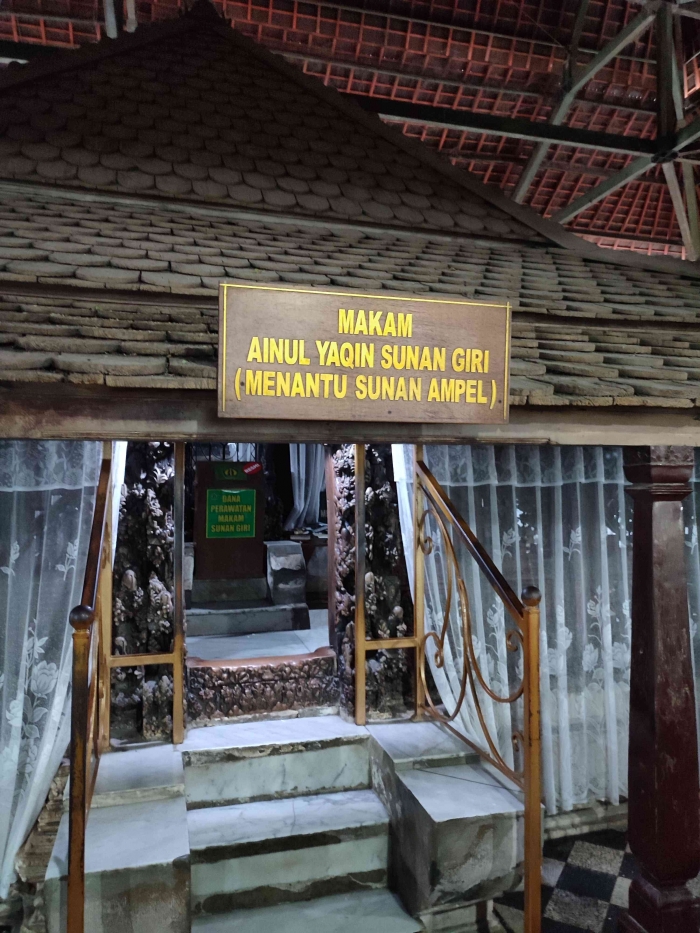 MAKAM
AINUL YAQIN SUNAN GIRI
(MENANTU SUNAN AMPEL)
DANA
PERAWATAN
MAKAM
SUNAN GIRI